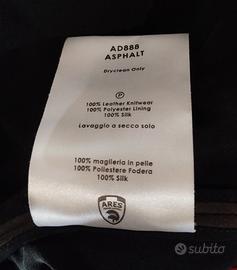 AD888
ASPHALT
Dryclean Only
P
100% Leather Knitwear
100% Polyester Lining
100% Silk
Lavaggio a secco solo
100% maglieria in pelle
100% Poliestere Fodera
100% Silk
ARES
subito